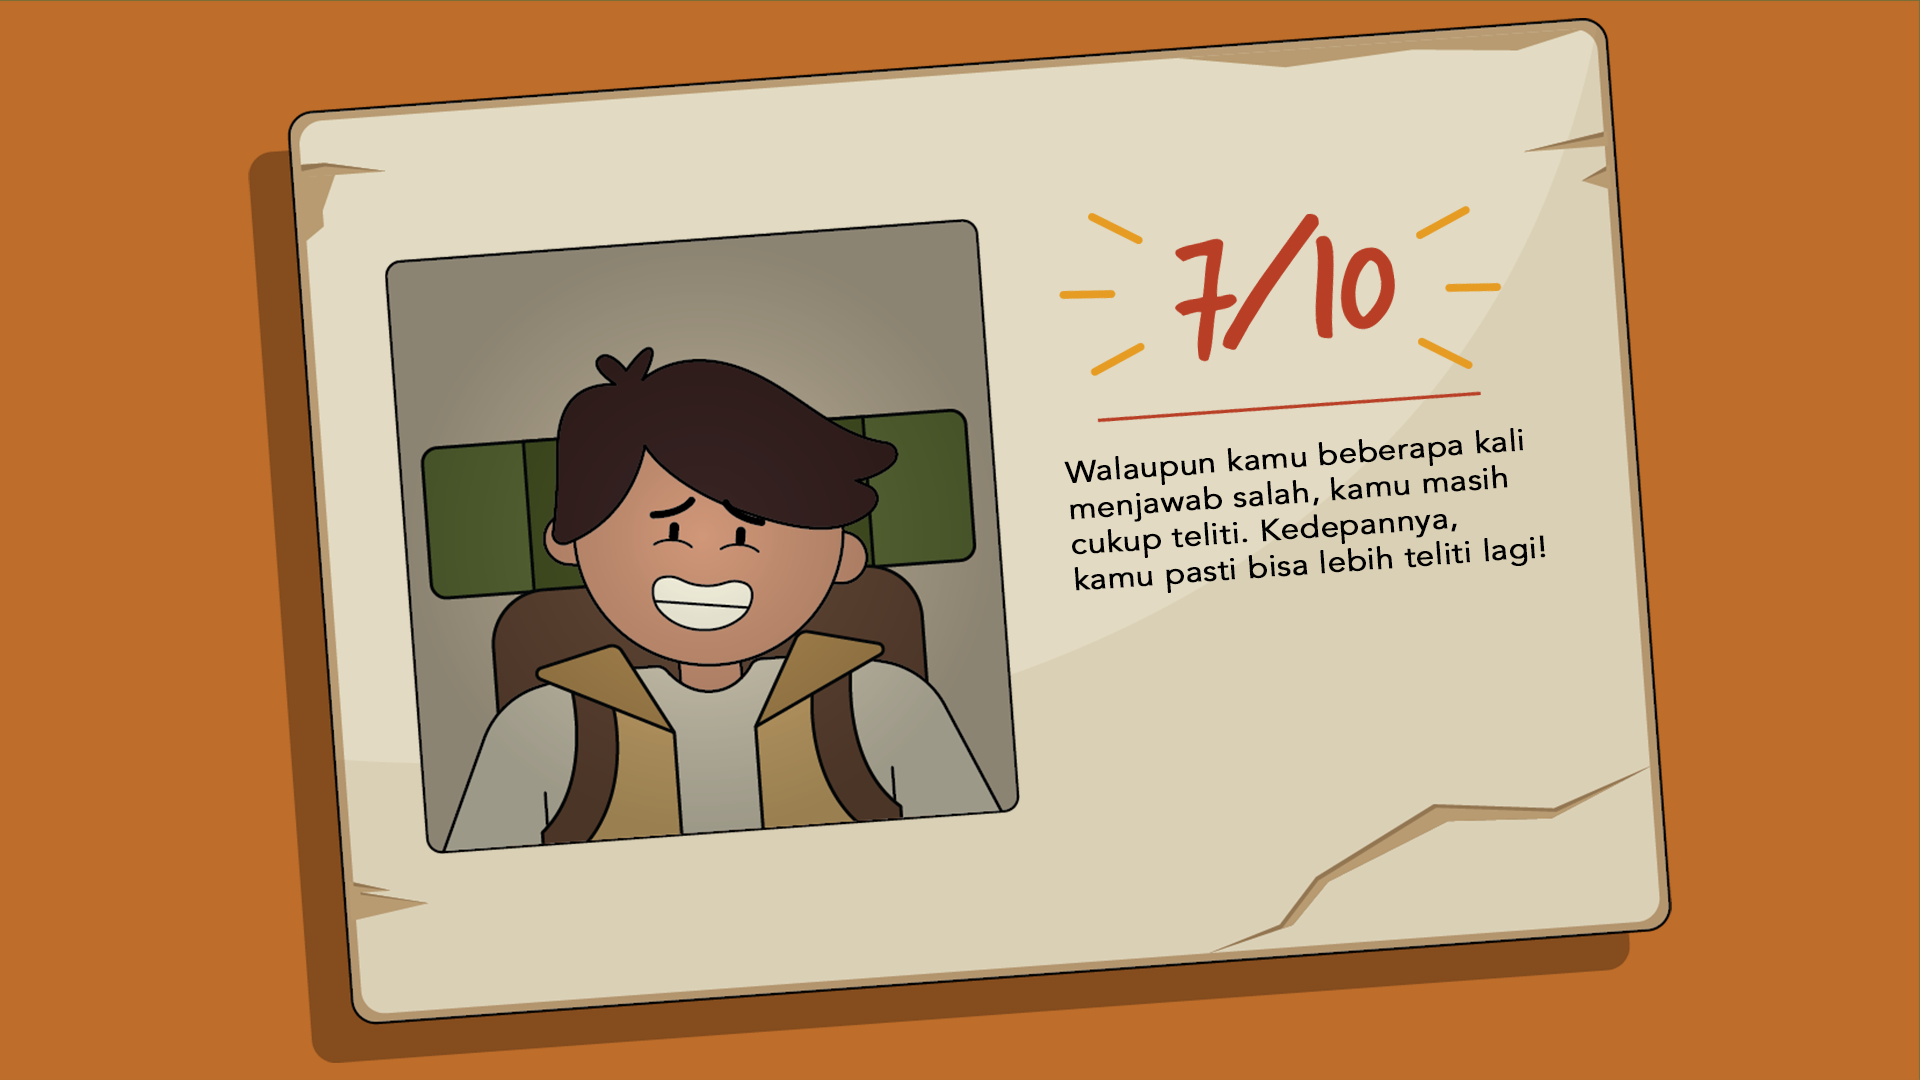 7/10
Walaupun kamu beberapa kali
menjawab salah, kamu masih
cukup teliti. Kedepannya,
kamu pasti bisa lebih teliti lagi!